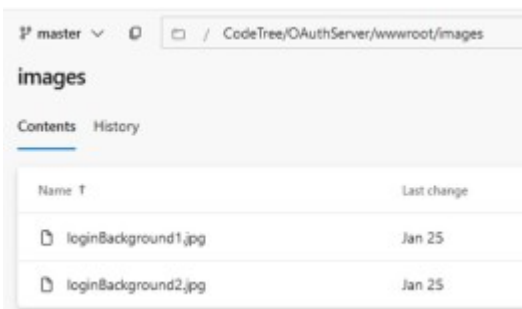 master / CodeTree/OAuthServer/wwwroot/images
images
Contents History
Name ↑ Last change
loginBackground1.jpg Jan 25
loginBackground2.jpg Jan 25